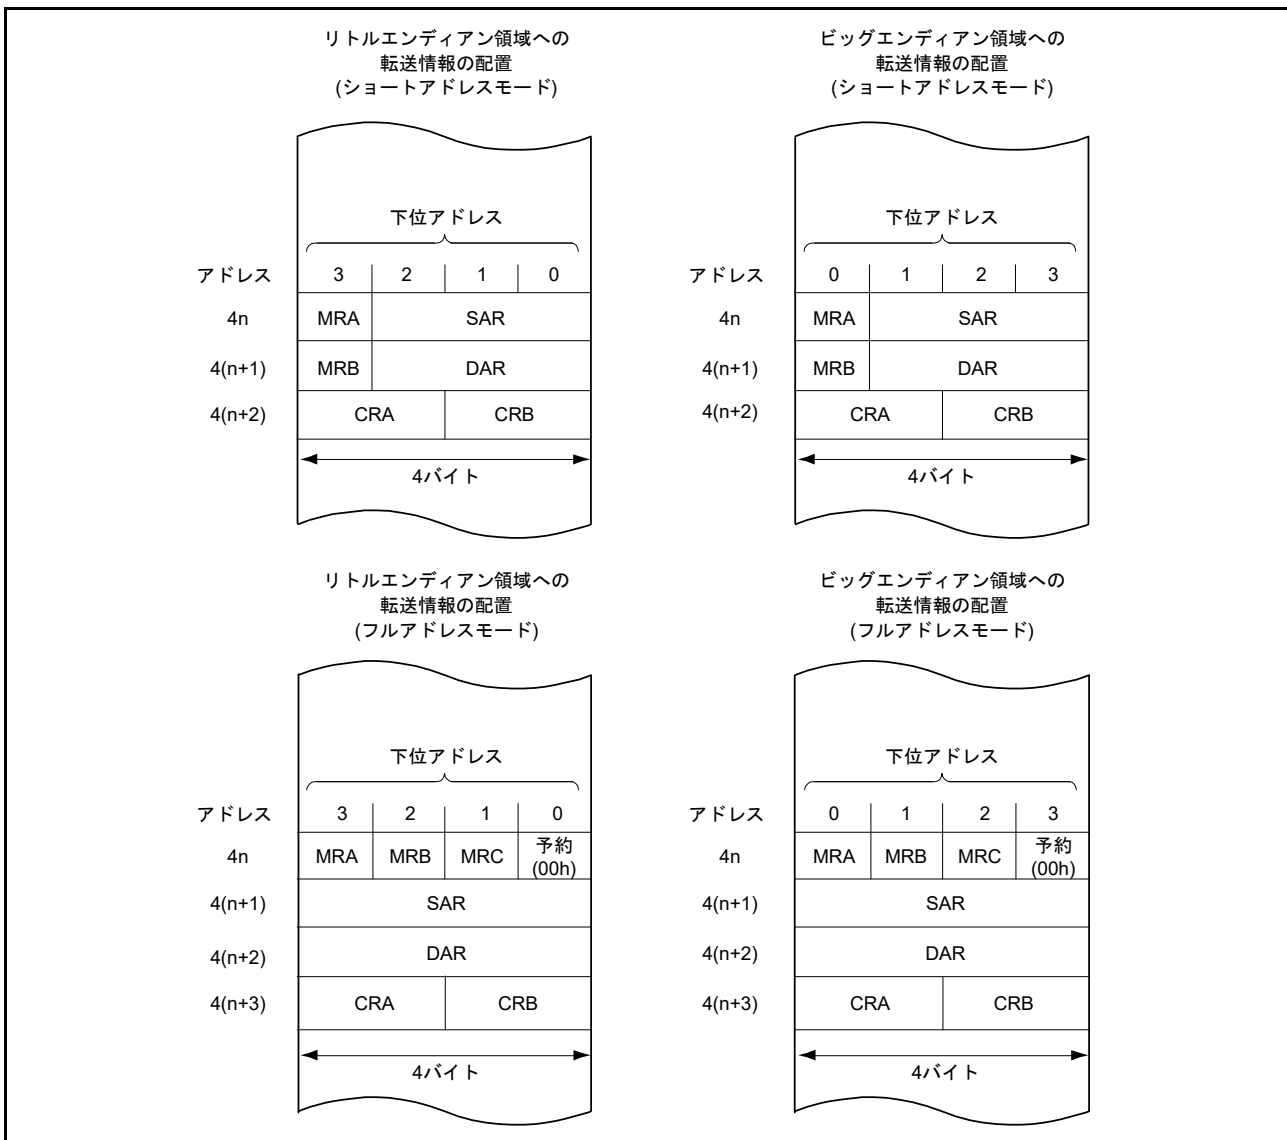 リトルエンディアン領域への
転送情報の配置
(ショートアドレスモード)
下位アドレス
アドレス 3 2 1 0
4n MRA SAR
4(n+1) MRB DAR
4(n+2) CRA CRB
4バイト
ビッグエンディアン領域への
転送情報の配置
(ショートアドレスモード)
下位アドレス
アドレス 0 1 2 3
4n MRA SAR
4(n+1) MRB DAR
4(n+2) CRA CRB
4バイト
リトルエンディアン領域への
転送情報の配置
(フルアドレスモード)
下位アドレス
アドレス 3 2 1 0
4n MRA MRB MRC 予約
(00h)
4(n+1) SAR
4(n+2) DAR
4(n+3) CRA CRB
4バイト
ビッグエンディアン領域への
転送情報の配置
(フルアドレスモード)
下位アドレス
アドレス 0 1 2 3
4n MRA MRB MRC 予約
(00h)
4(n+1) SAR
4(n+2) DAR
4(n+3) CRA CRB
4バイト